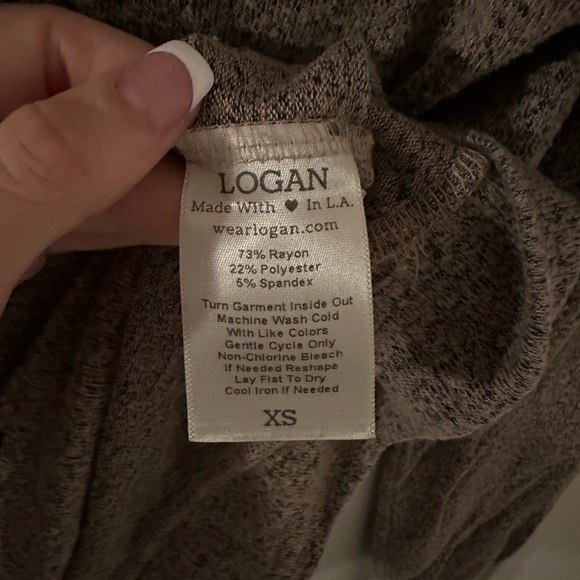 LOGAN
Made With ♥ In L.A.
wearlogan.com
73% Rayon
22% Polyester
5% Spandex
Turn Garment Inside Out
Machine Wash Cold
With Like Colors
Gentle Cycle Only
Non-Chlorine Bleach
If Needed Reshape
Lay Flat To Dry
Cool Iron If Needed
XS